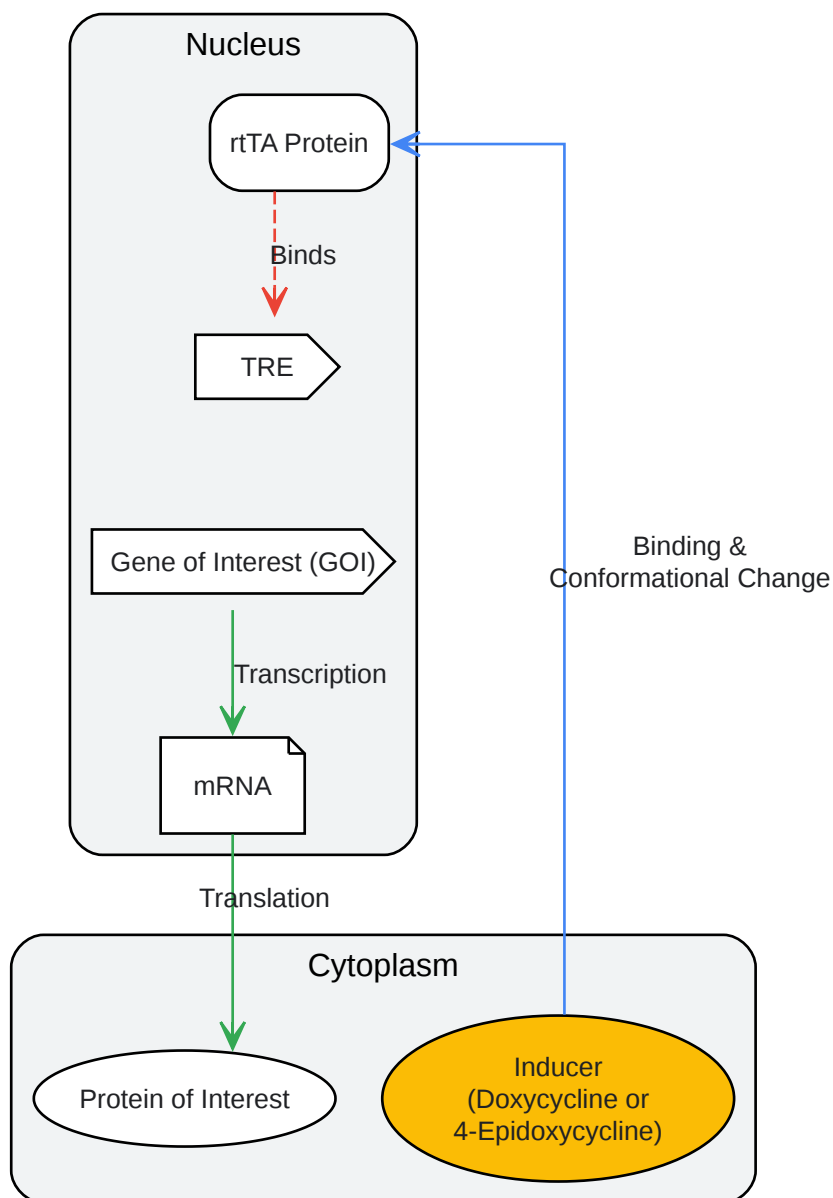 Nucleus
rtTA Protein
Binds
TRE
Gene of Interest (GOI)
Binding &
Conformational Change
Transcription
mRNA
Translation
Cytoplasm
Protein of Interest
Inducer
(Doxycycline or
4-Epidoxycycline)